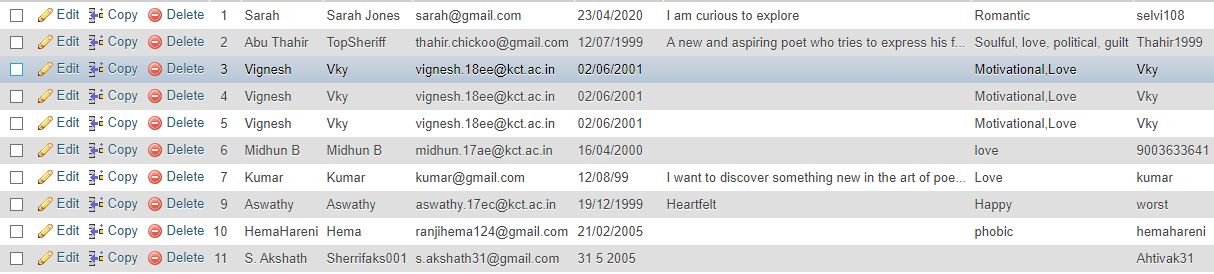 Edit Copy Delete 1 Sarah Sarah Jones sarah@gmail.com 23/04/2020 I am curious to explore Romantic selvi108
Edit Copy Delete 2 Abu Thahir TopSheriff thahir.chickoo@gmail.com 12/07/1999 A new and aspiring poet who tries to express his f... Soulful, love, political, guilt Thahir1999
Edit Copy Delete 3 Vignesh Vky vignesh.18ee@kct.ac.in 02/06/2001 Motivational,Love Vky
Edit Copy Delete 4 Vignesh Vky vignesh.18ee@kct.ac.in 02/06/2001 Motivational,Love Vky
Edit Copy Delete 5 Vignesh Vky vignesh.18ee@kct.ac.in 02/06/2001 Motivational,Love Vky
Edit Copy Delete 6 Midhun B Midhun B midhun.17ae@kct.ac.in 16/04/2000 love 9003633641
Edit Copy Delete 7 Kumar Kumar kumar@gmail.com 12/08/99 I want to discover something new in the art of poe... Love kumar
Edit Copy Delete 9 Aswathy Aswathy aswathy.17ec@kct.ac.in 19/12/1999 Heartfelt Happy worst
Edit Copy Delete 10 HemaHareni Hema ranjihema124@gmail.com 21/02/2005 phobic hemahareni
Edit Copy Delete 11 S. Akshath Sherrifaks001 s.akshath31@gmail.com 31 5 2005 Ahtivak31